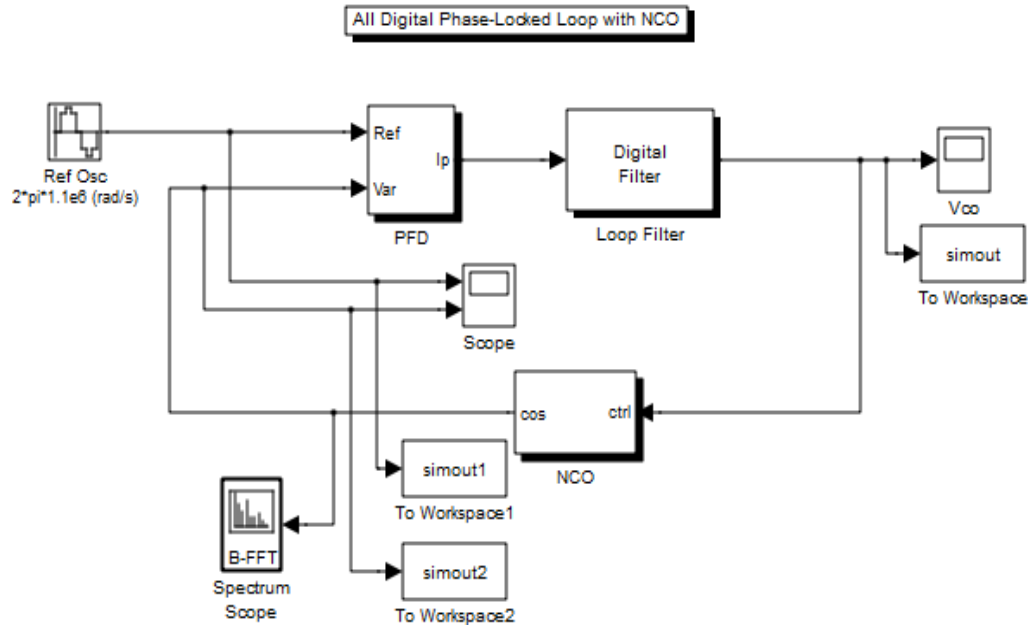 All Digital Phase-Locked Loop with NCO
Ref Osc
2*pi*1.1e6 (rad/s)
Ref
Var
Ip
PFD
Digital
Filter
Loop Filter
Vco
simout
To Workspace
Scope
cos
ctrl
NCO
simout1
To Workspace1
B-FFT
Spectrum
Scope
simout2
To Workspace2